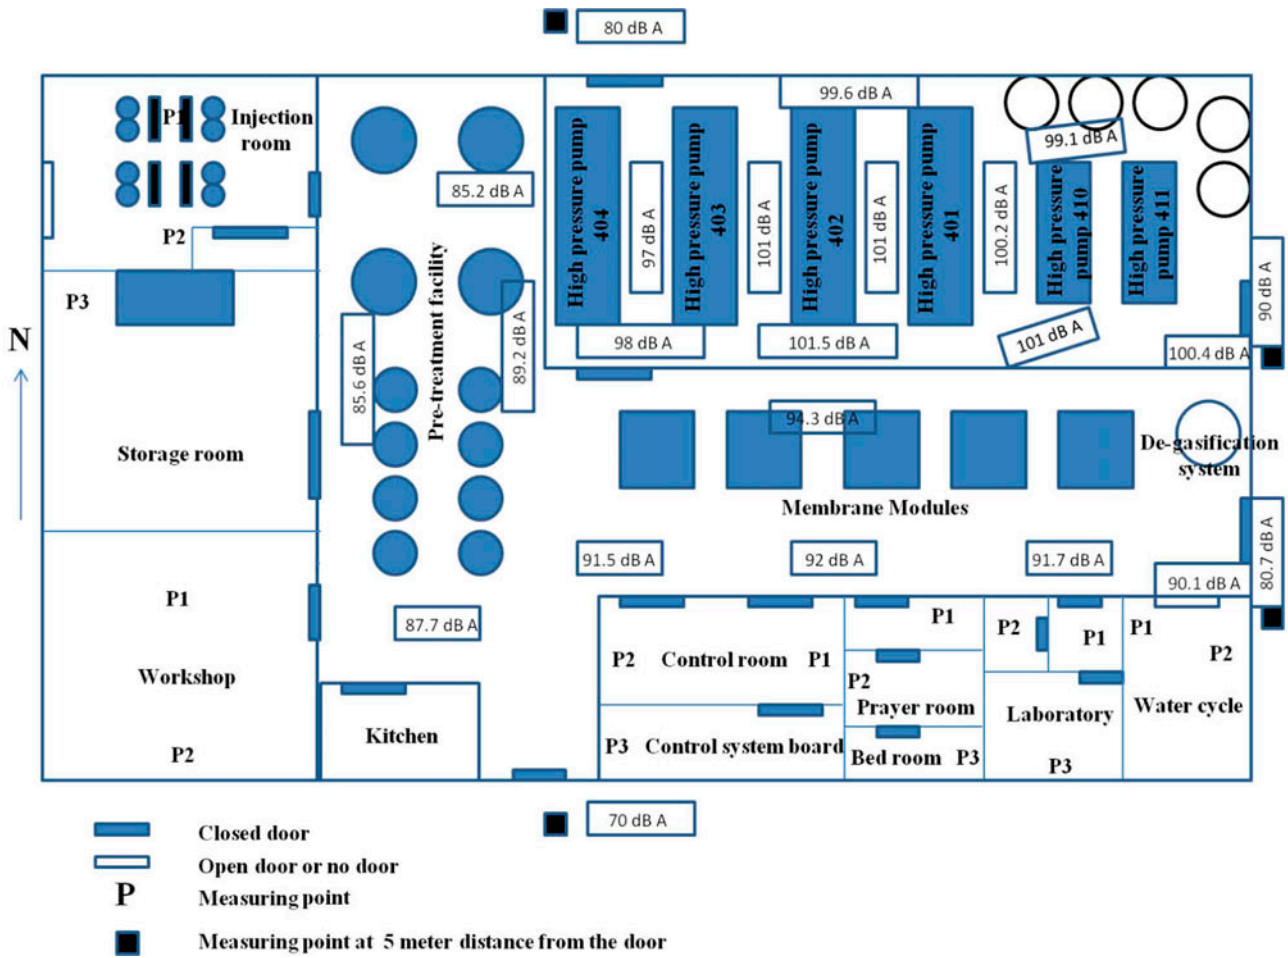 80 dB A
99.6 dB A
99.1 dB A
P1
Injection
room
P2
P3
85.2 dB A
High pressure pump
404
97 dB A
High pressure pump
403
101 dB A
High pressure pump
402
101 dB A
High pressure pump
401
100.2 dB A
High pressure
pump 410
High pressure
pump 411
90 dB A
N
85.6 dB A
Pre-treatment facility
89.2 dB A
98 dB A
101.5 dB A
101 dB A
100.4 dB A
94.3 dB A
De-gasification
system
Storage room
Membrane Modules
91.5 dB A
92 dB A
91.7 dB A
90.1 dB A
80.7 dB A
P1
Workshop
P2
87.7 dB A
Kitchen
P2
Control room
P1
P3
Control system board
P1
P2
Prayer room
Bed room
P3
P2
P1
Laboratory
P3
P1
P2
Water cycle
70 dB A
Closed door
Open door or no door
P
Measuring point
Measuring point at 5 meter distance from the door